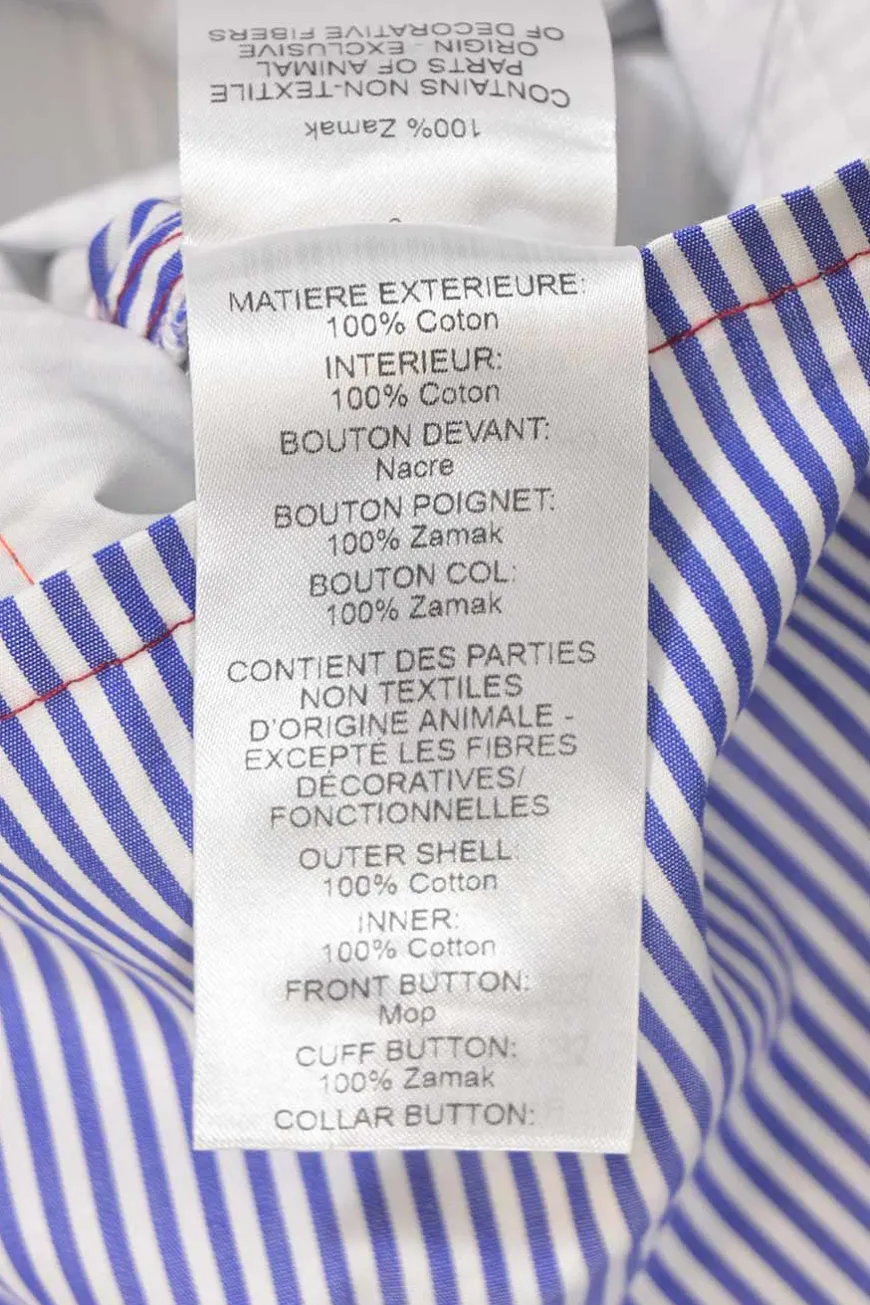 MATIERE EXTERIEURE:
100% Coton
INTERIEUR:
100% Coton
BOUTON DEVANT:
Nacre
BOUTON POIGNET:
100% Zamak
BOUTON COL:
100% Zamak
CONTIENT DES PARTIES
NON TEXTILES
D'ORIGINE ANIMALE -
EXCEPTÉ LES FIBRES
DÉCORATIVES/
FONCTIONNELLES
OUTER SHELL:
100% Cotton
INNER:
100% Cotton
FRONT BUTTON:
Mop
CUFF BUTTON:
100% Zamak
COLLAR BUTTON:
100% Zamak
CONTAINS NON-TEXTILE
PARTS OF ANIMAL
ORIGIN - EXCLUSIVE
OF DECORATIVE FIBERS